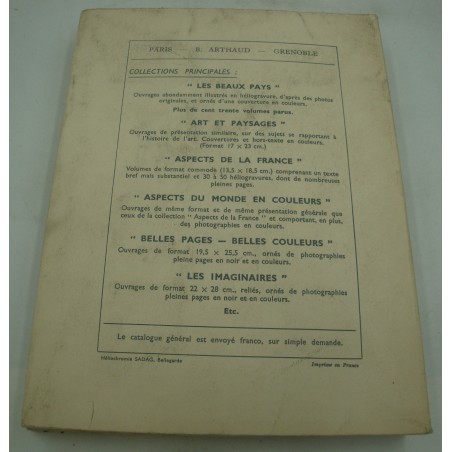 PARIS — B. ARTHAUD — GRENOBLE
COLLECTIONS PRINCIPALES :
" LES BEAUX PAYS "
Ouvrages abondamment illustrés en héliogravure, d'après des photos
originales, et ornés d'une couverture en couleurs.
Plus de cent trente volumes parus.
" ART ET PAYSAGES "
Ouvrages de présentation similaire, sur des sujets se rapportant à
l'histoire de l'art. Couvertures et hors-texte en couleurs.
(Format 17 × 23 cm.)
" ASPECTS DE LA FRANCE "
Volumes de format commode (13,5 × 18,5 cm.) comprenant un texte
bref mais substantiel et 30 à 50 héliogravures, dont de nombreuses
pleines pages.
" ASPECTS DU MONDE EN COULEURS "
Ouvrages de même format et de même présentation générale que
ceux de la collection " Aspects de la France " et comportant, en plus,
des photographies en couleurs.
" BELLES PAGES — BELLES COULEURS "
Ouvrages de format 19,5 × 25,5 cm., ornés de photographies
pleine page en noir et en couleurs.
" LES IMAGINAIRES "
Ouvrages de format 22 × 28 cm., reliés, ornés de photographies
pleines pages en noir et en couleurs.
Etc.
Le catalogue général est envoyé franco, sur simple demande.
Héliochromie SADAG, Bellegarde
Imprimé en France